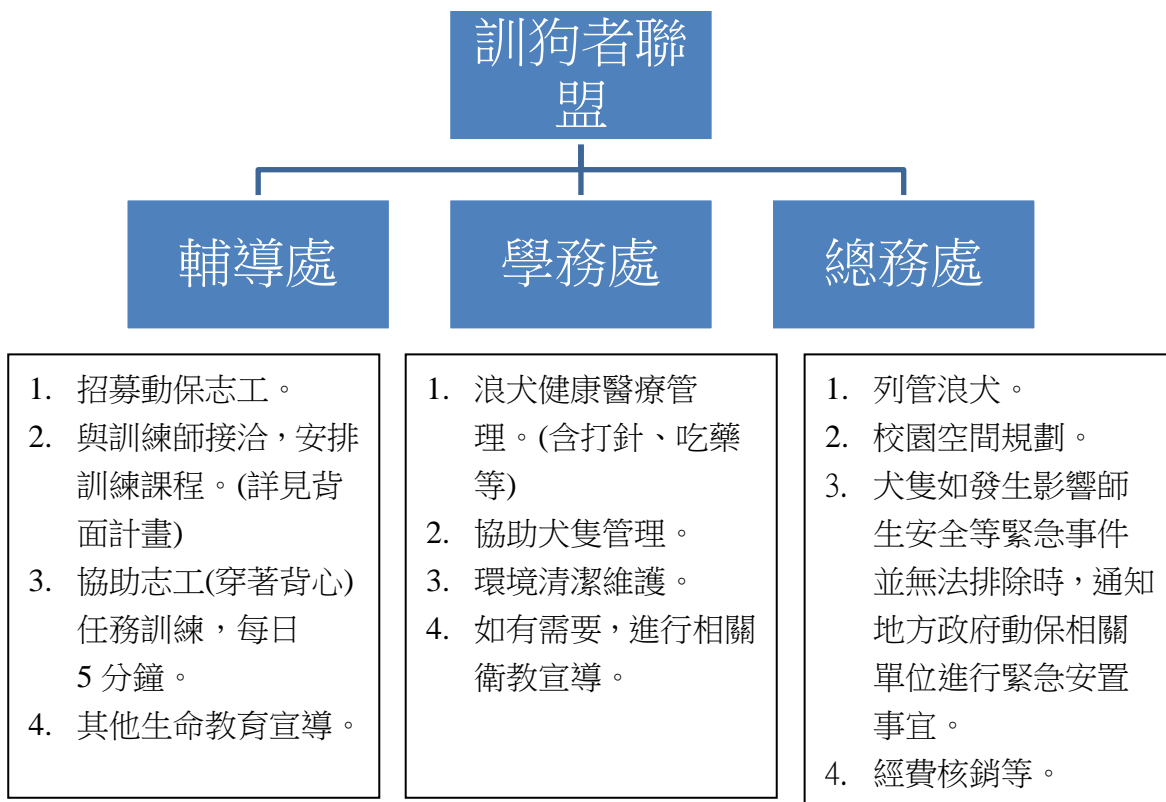 訓狗者聯
盟
輔導處
學務處
總務處
1. 招募動保志工。
2. 與訓練師接洽，安排
訓練課程。(詳見背
面計畫)
3. 協助志工(穿著背心)
任務訓練，每日
5 分鐘。
4. 其他生命教育宣導。
1. 浪犬健康醫療管
理。(含打針、吃藥
等)
2. 協助犬隻管理。
3. 環境清潔維護。
4. 如有需要，進行相關
衛教宣導。
1. 列管浪犬。
2. 校園空間規劃。
3. 犬隻如發生影響師
生安全等緊急事件
並無法排除時，通知
地方政府動保相關
單位進行緊急安置
事宜。
4. 經費核銷等。